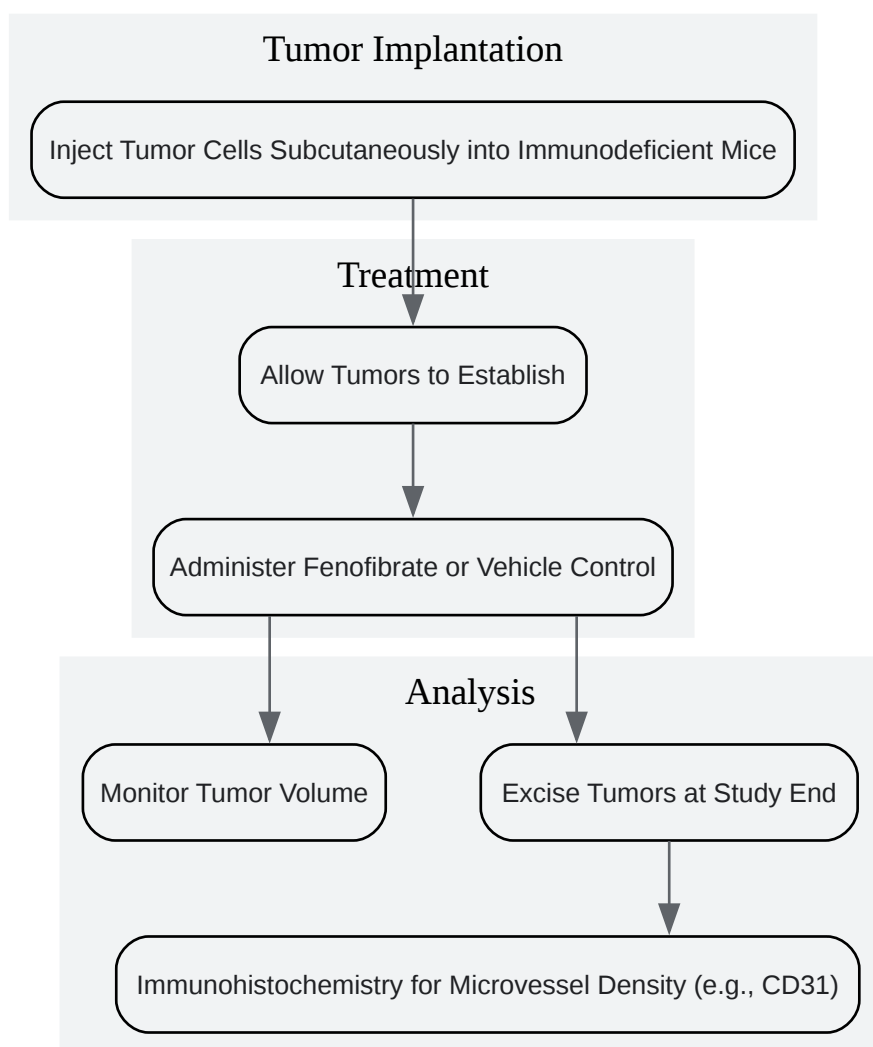 Tumor Implantation
Inject Tumor Cells Subcutaneously into Immunodeficient Mice
Treatment
Allow Tumors to Establish
Administer Fenofibrate or Vehicle Control
Analysis
Monitor Tumor Volume
Excise Tumors at Study End
Immunohistochemistry for Microvessel Density (e.g., CD31)